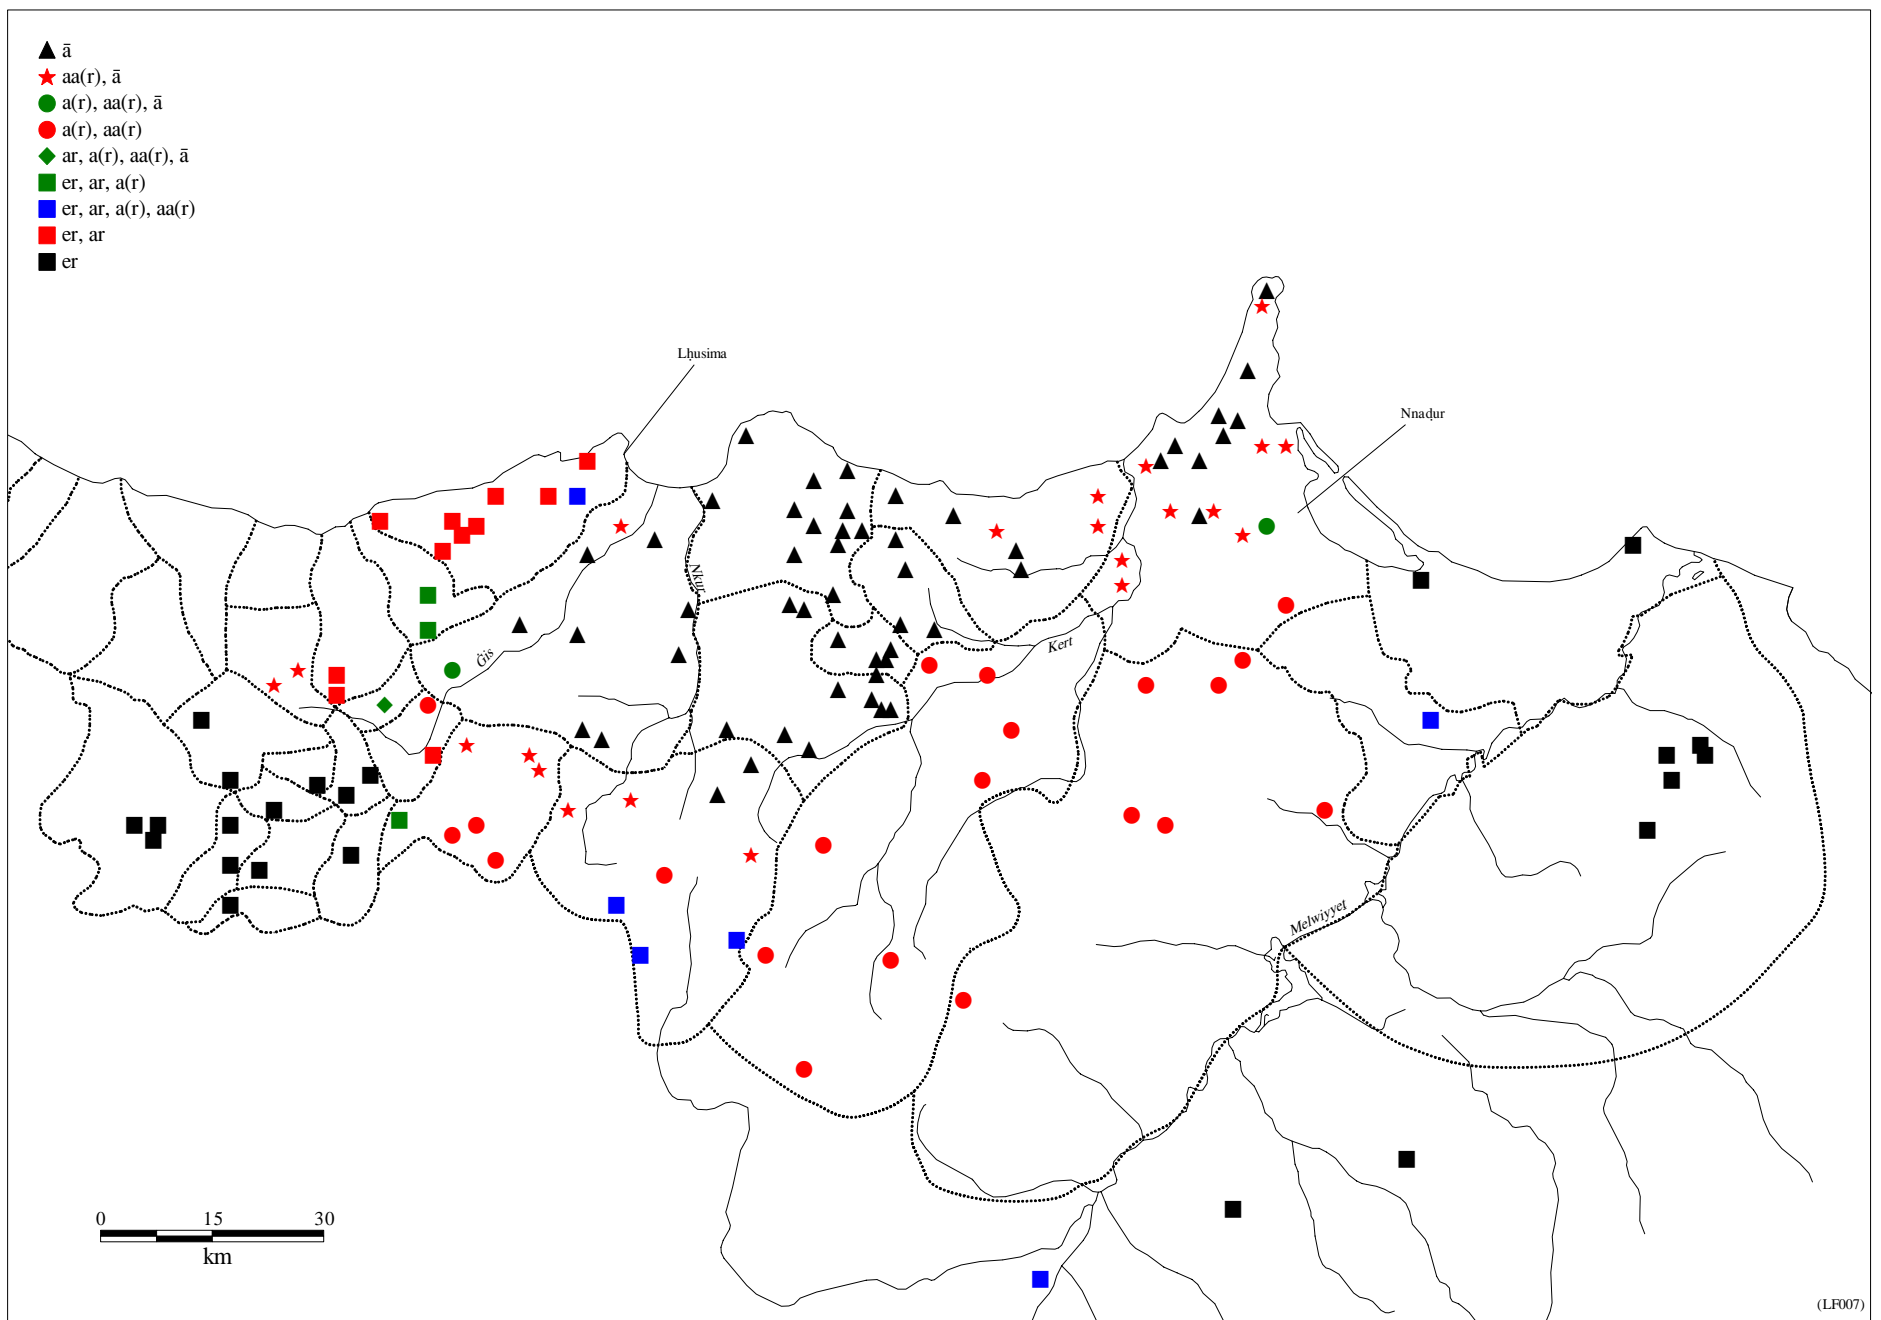 ā
aa(r), ā
a(r), aa(r), ā
a(r), aa(r)
ar, a(r), aa(r), ā
er, ar, a(r)
er, ar, a(r), aa(r)
er, ar
er
Lḥusima
Nnaḍur
Nkur
Ġis
Kert
Melwiyyet
0 15 30
km
(LF007)